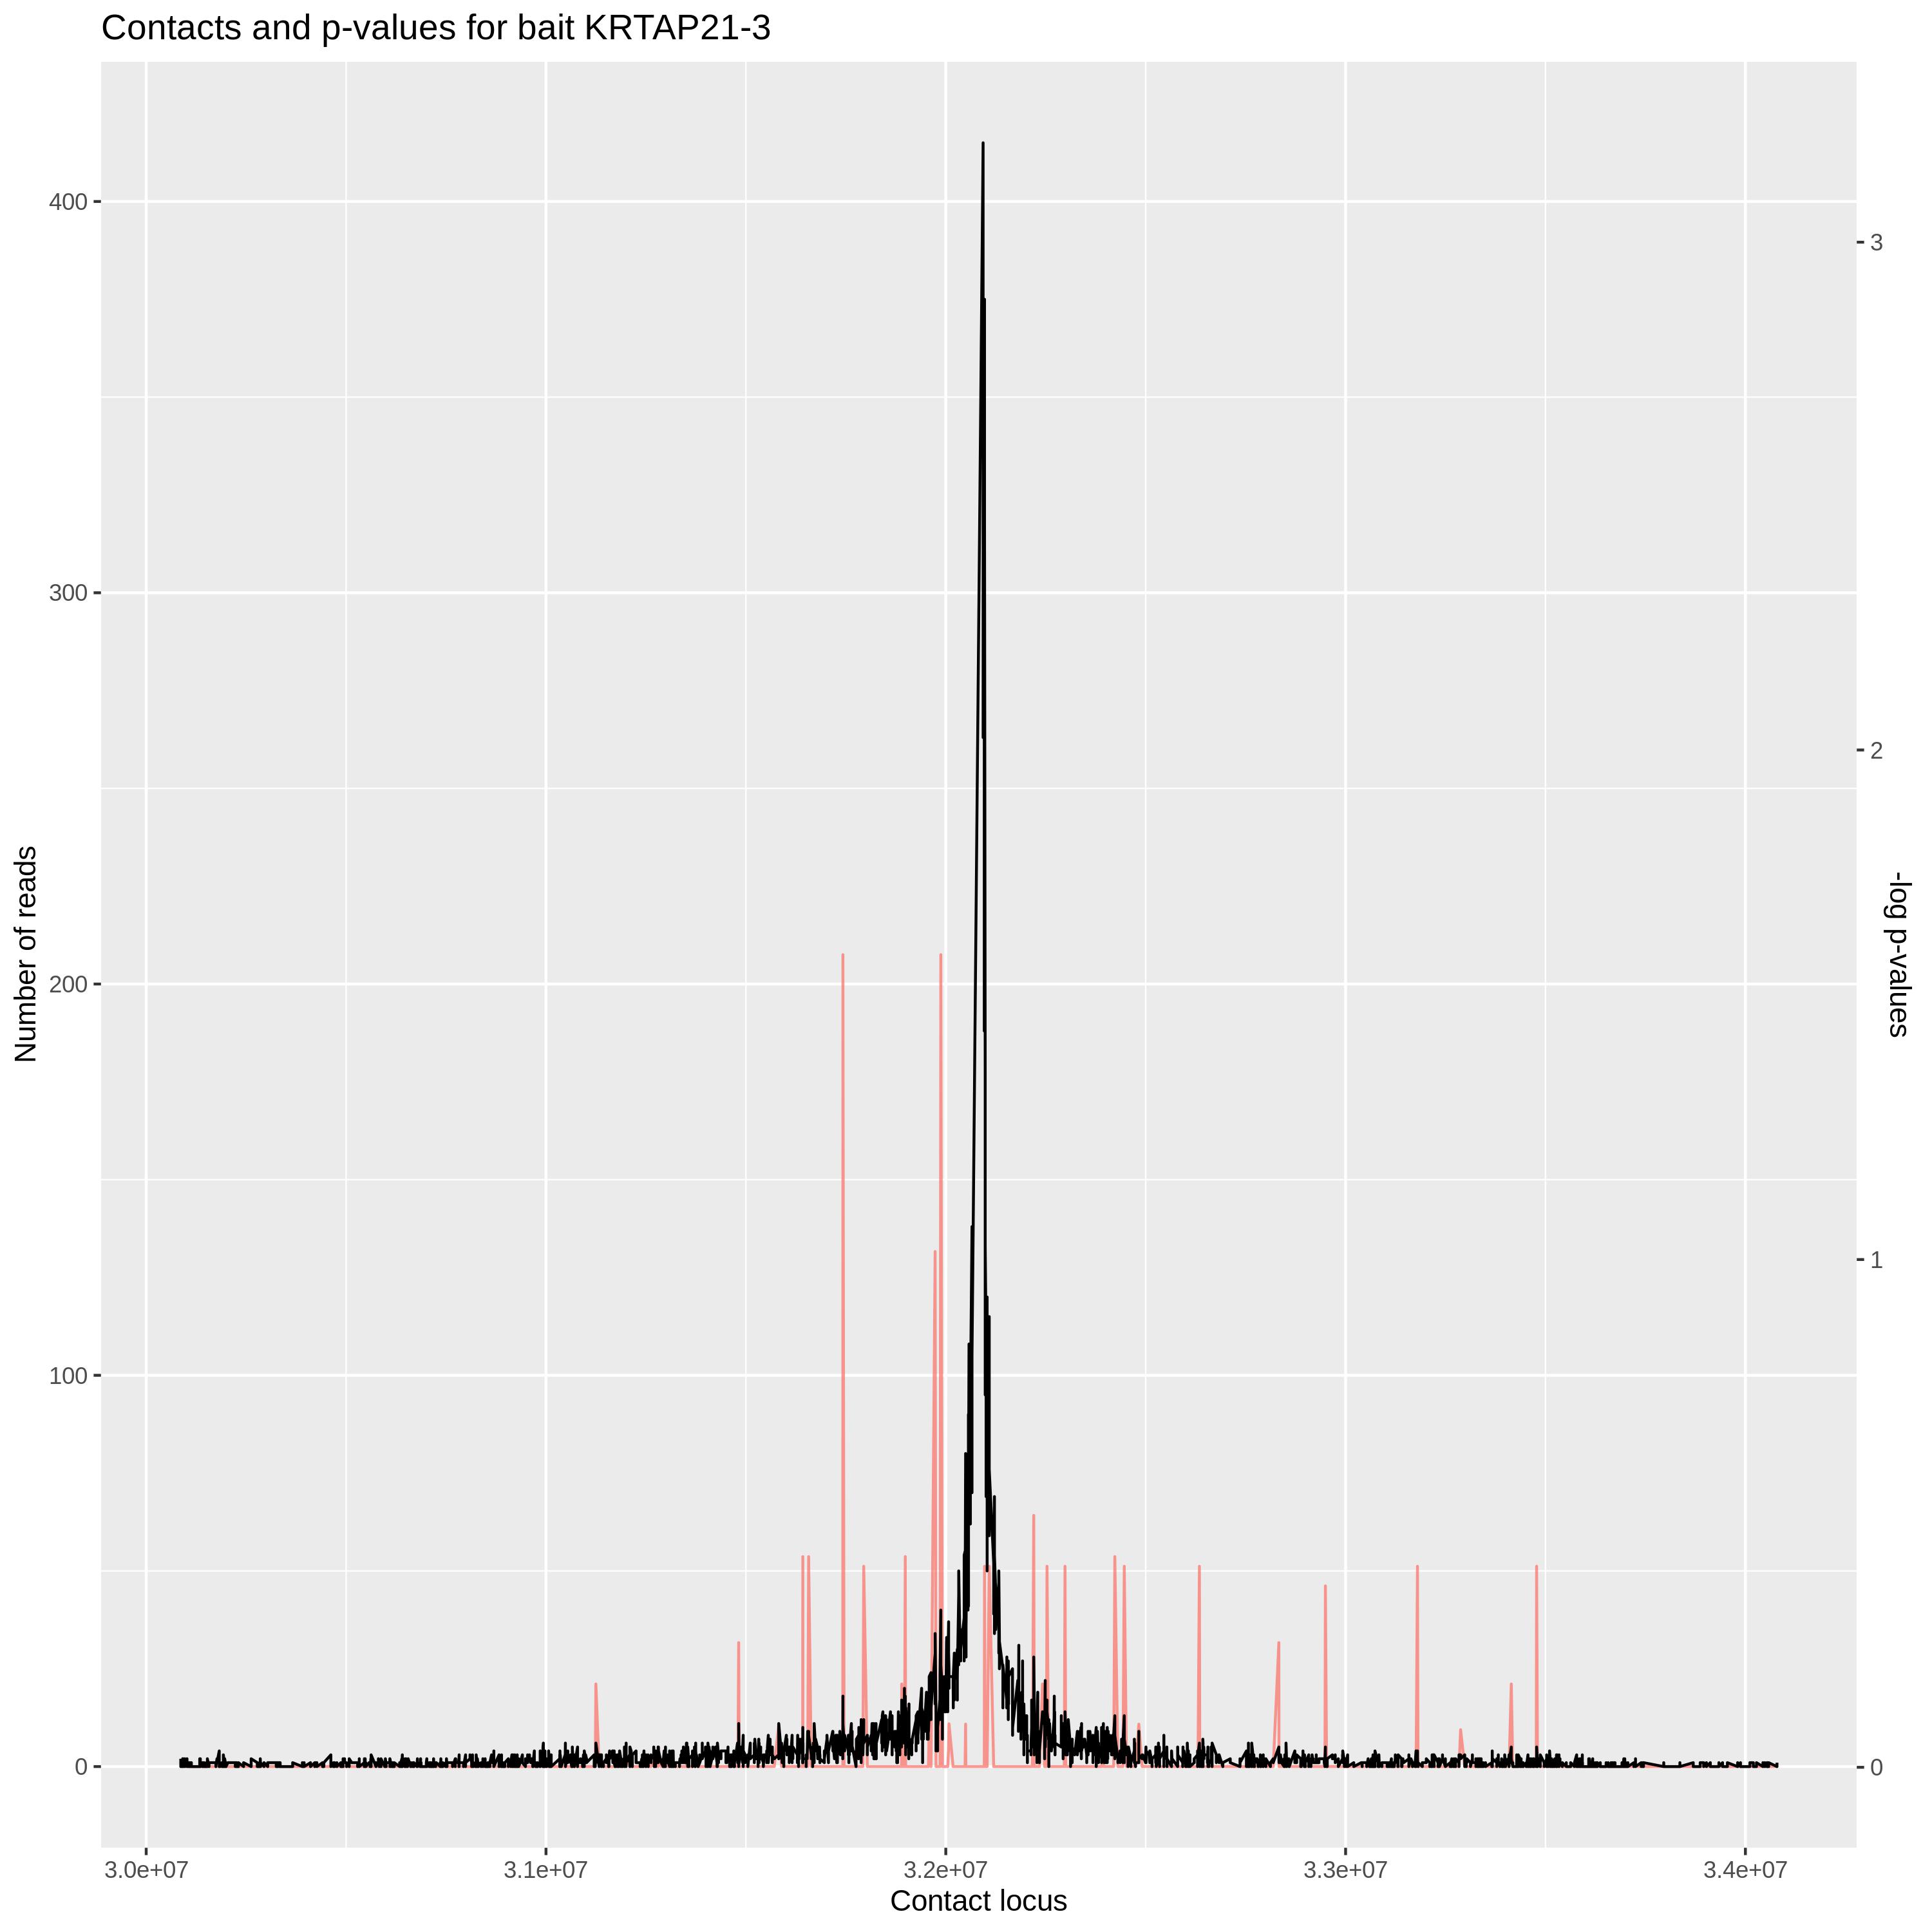 Contacts and p-values for bait KRTAP21-3
400
300
200
100
0
Number of reads
3
2
1
0
-log p-values
3.0e+07
3.1e+07
3.2e+07
3.3e+07
3.4e+07
Contact locus